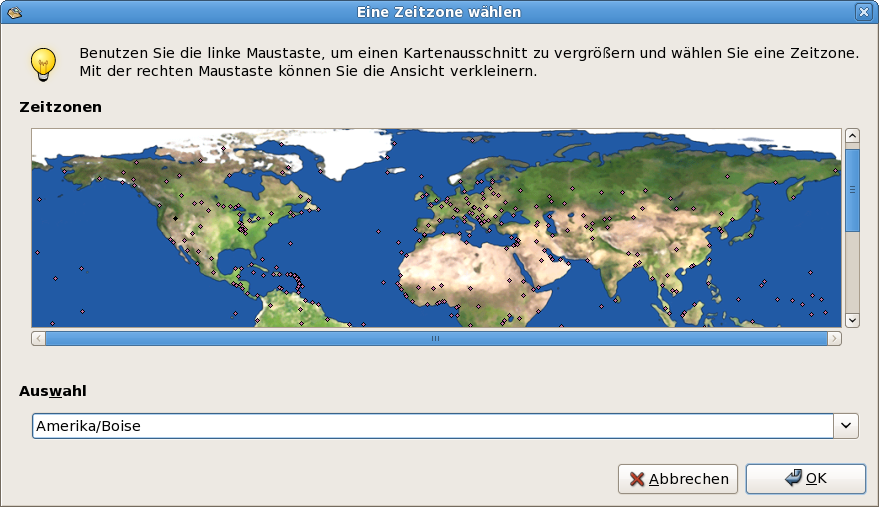 Eine Zeitzone wählen
Benutzen Sie die linke Maustaste, um einen Kartenausschnitt zu vergrößern und wählen Sie eine Zeitzone.
Mit der rechten Maustaste können Sie die Ansicht verkleinern.
Zeitzonen
Auswahl
Amerika/Boise
Abbrechen
OK